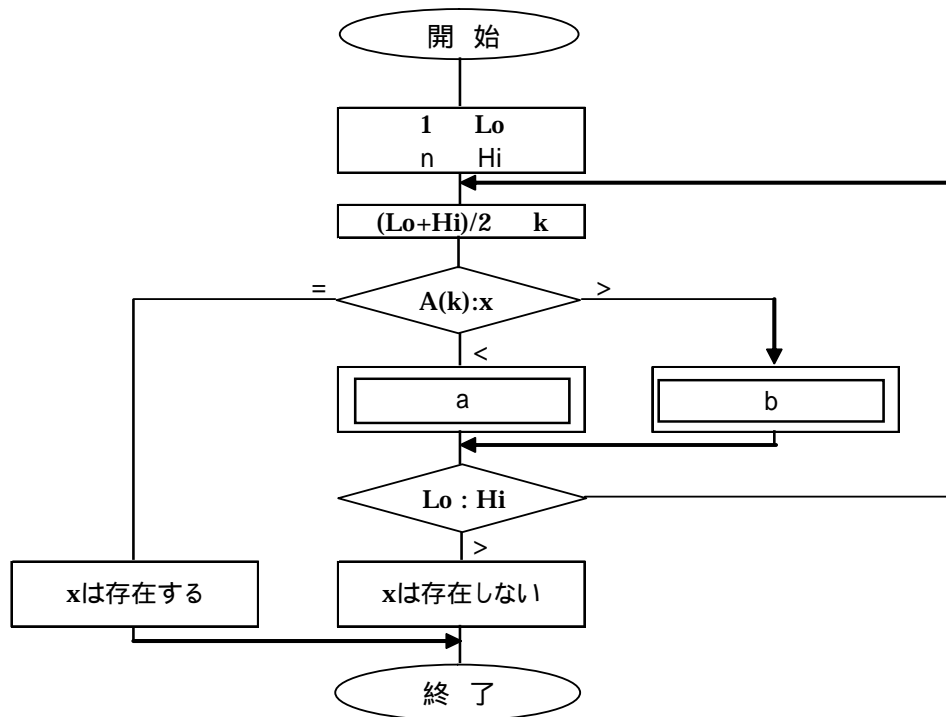 開 始
1 Lo
n Hi
(Lo+Hi)/2 k
=
A(k):x
>
<
a
b
Lo : Hi
>
xは存在する
xは存在しない
終 了